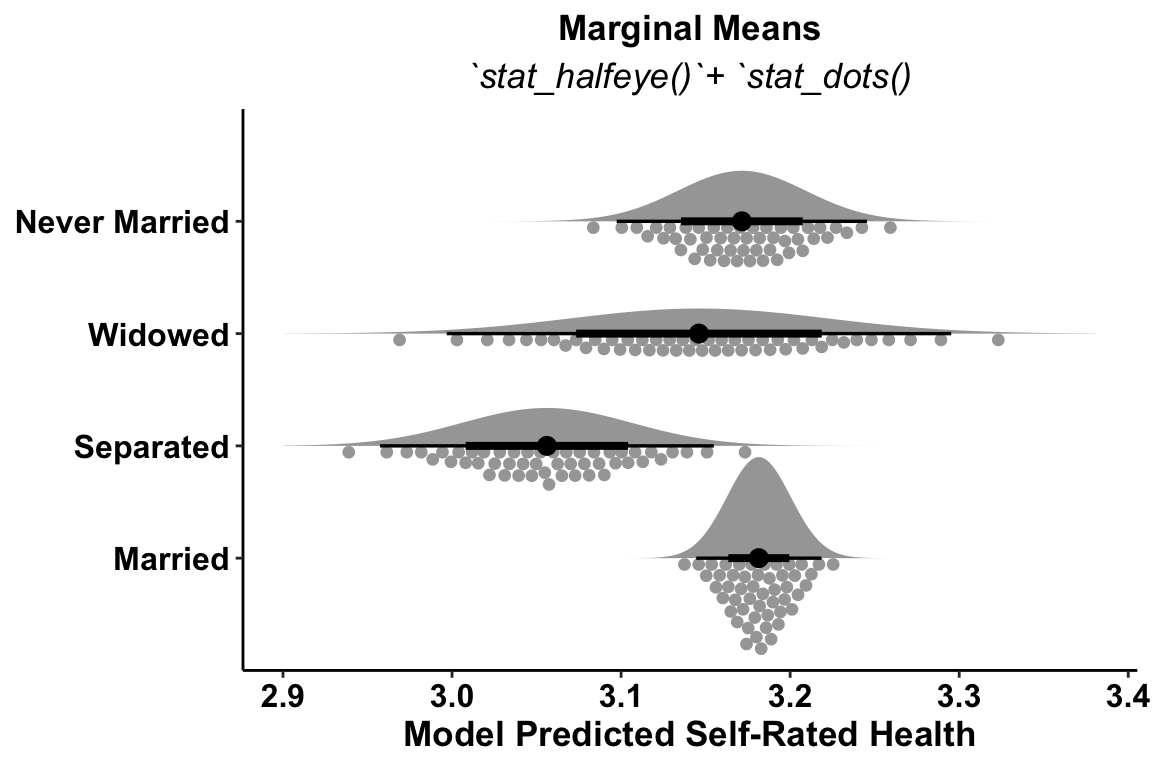 Marginal Means
`stat_halfeye()`+ `stat_dots()
Never Married
Widowed
Separated
Married
2.9 3.0 3.1 3.2 3.3 3.4
Model Predicted Self-Rated Health